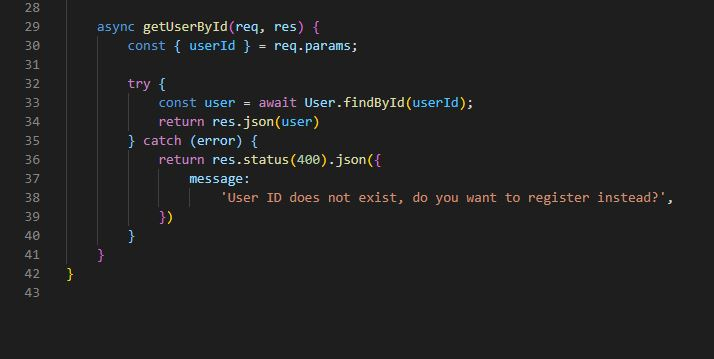 28
29 async getUserById(req, res) {
30 const { userId } = req.params;
31
32 try {
33 const user = await User.findById(userId);
34 return res.json(user)
35 } catch (error) {
36 return res.status(400).json({
37 message:
38 'User ID does not exist, do you want to register instead?',
39 })
40 }
41 }
42 }
43